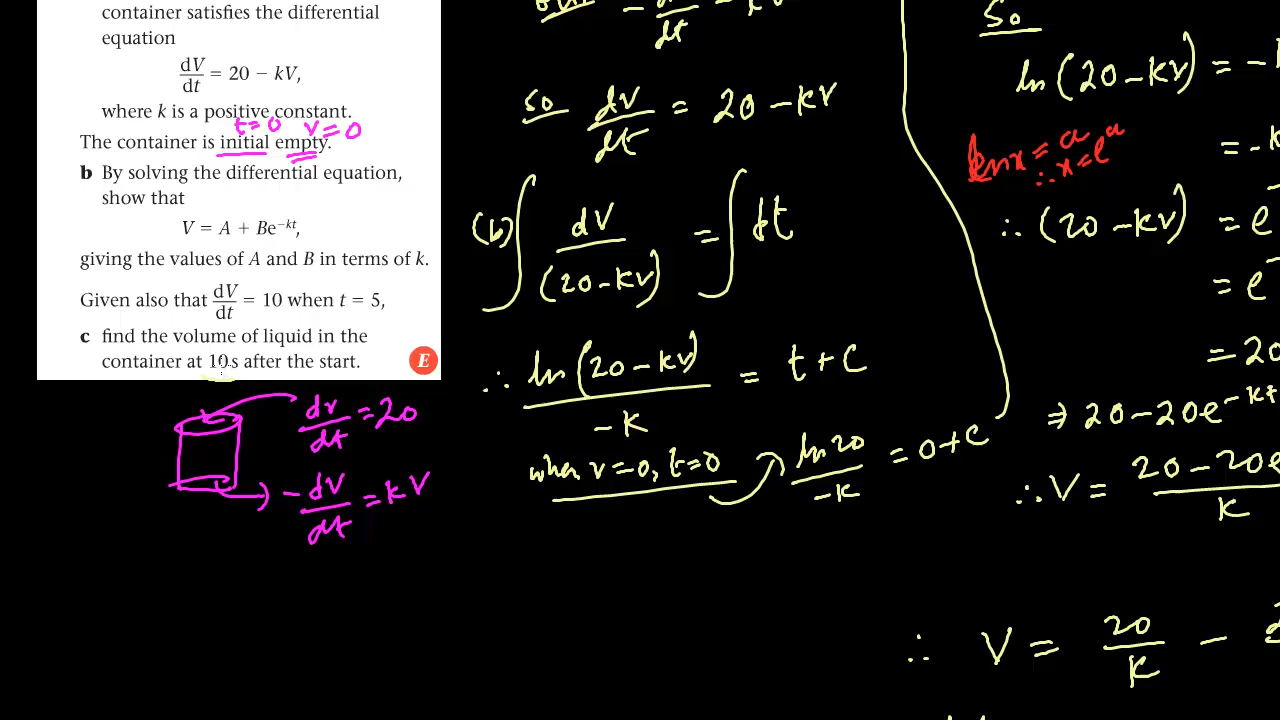 container satisfies the differential
equation
dV/dt = 20 − kV,
where k is a positive constant.
t=0 v=0
The container is initial empty.
b By solving the differential equation,
show that
V = A + Be^−kt,
giving the values of A and B in terms of k.
Given also that dV/dt = 10 when t = 5,
c find the volume of liquid in the
container at 10s after the start.
E
dv/dt = 20
− dV/dt = kV
so dv/dt = 20 − kV
(b) ∫ dV/(20−kV) = ∫ dt
∴ ln(20−kV)/−k = t + C
when v=0, t=0 ln20/−k = 0 + C
So
ln(20−kV) = −
lnx = a
∴ x = e^a
= −k
∴ (20−kV) = e^−
= e^−
= 20
⇒ 20 − 20e^−kt
∴ V = 20 − 20e/k
∴ V = 20/k −